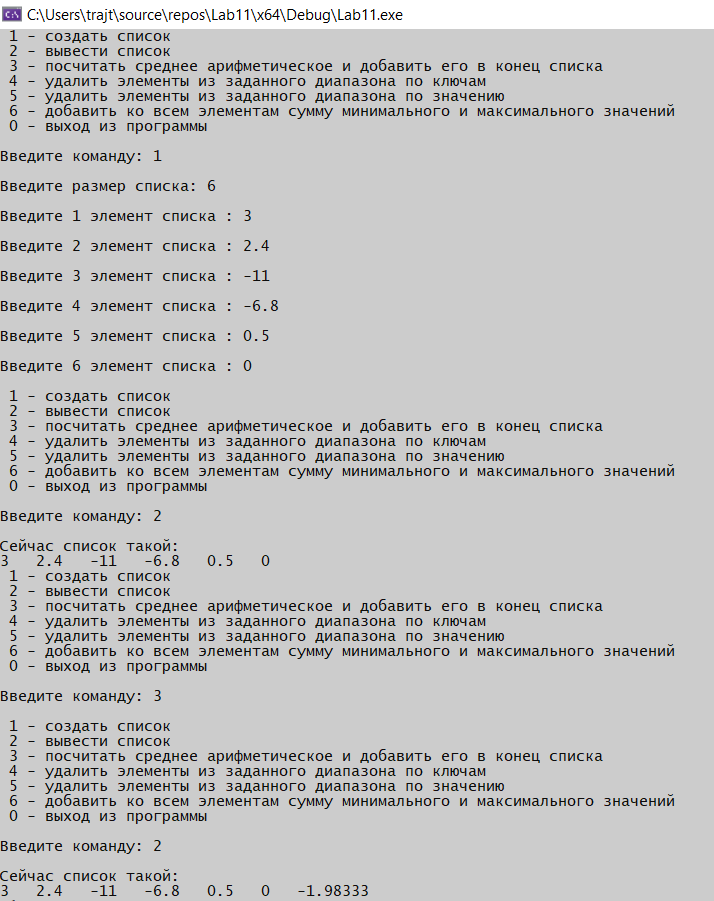 C:\Users\trajt\source\repos\Lab11\x64\Debug\Lab11.exe
1 - создать список
2 - вывести список
3 - посчитать среднее арифметическое и добавить его в конец списка
4 - удалить элементы из заданного диапазона по ключам
5 - удалить элементы из заданного диапазона по значению
6 - добавить ко всем элементам сумму минимального и максимального значений
0 - выход из программы
Введите команду: 1
Введите размер списка: 6
Введите 1 элемент списка : 3
Введите 2 элемент списка : 2.4
Введите 3 элемент списка : -11
Введите 4 элемент списка : -6.8
Введите 5 элемент списка : 0.5
Введите 6 элемент списка : 0
1 - создать список
2 - вывести список
3 - посчитать среднее арифметическое и добавить его в конец списка
4 - удалить элементы из заданного диапазона по ключам
5 - удалить элементы из заданного диапазона по значению
6 - добавить ко всем элементам сумму минимального и максимального значений
0 - выход из программы
Введите команду: 2
Сейчас список такой:
3   2.4   -11   -6.8   0.5   0
1 - создать список
2 - вывести список
3 - посчитать среднее арифметическое и добавить его в конец списка
4 - удалить элементы из заданного диапазона по ключам
5 - удалить элементы из заданного диапазона по значению
6 - добавить ко всем элементам сумму минимального и максимального значений
0 - выход из программы
Введите команду: 3
1 - создать список
2 - вывести список
3 - посчитать среднее арифметическое и добавить его в конец списка
4 - удалить элементы из заданного диапазона по ключам
5 - удалить элементы из заданного диапазона по значению
6 - добавить ко всем элементам сумму минимального и максимального значений
0 - выход из программы
Введите команду: 2
Сейчас список такой:
3   2.4   -11   -6.8   0.5   0   -1.98333